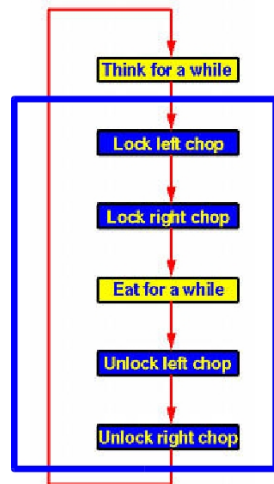 Think for a while
Lock left chop
Lock right chop
Eat for a while
Unlock left chop
Unlock right chop